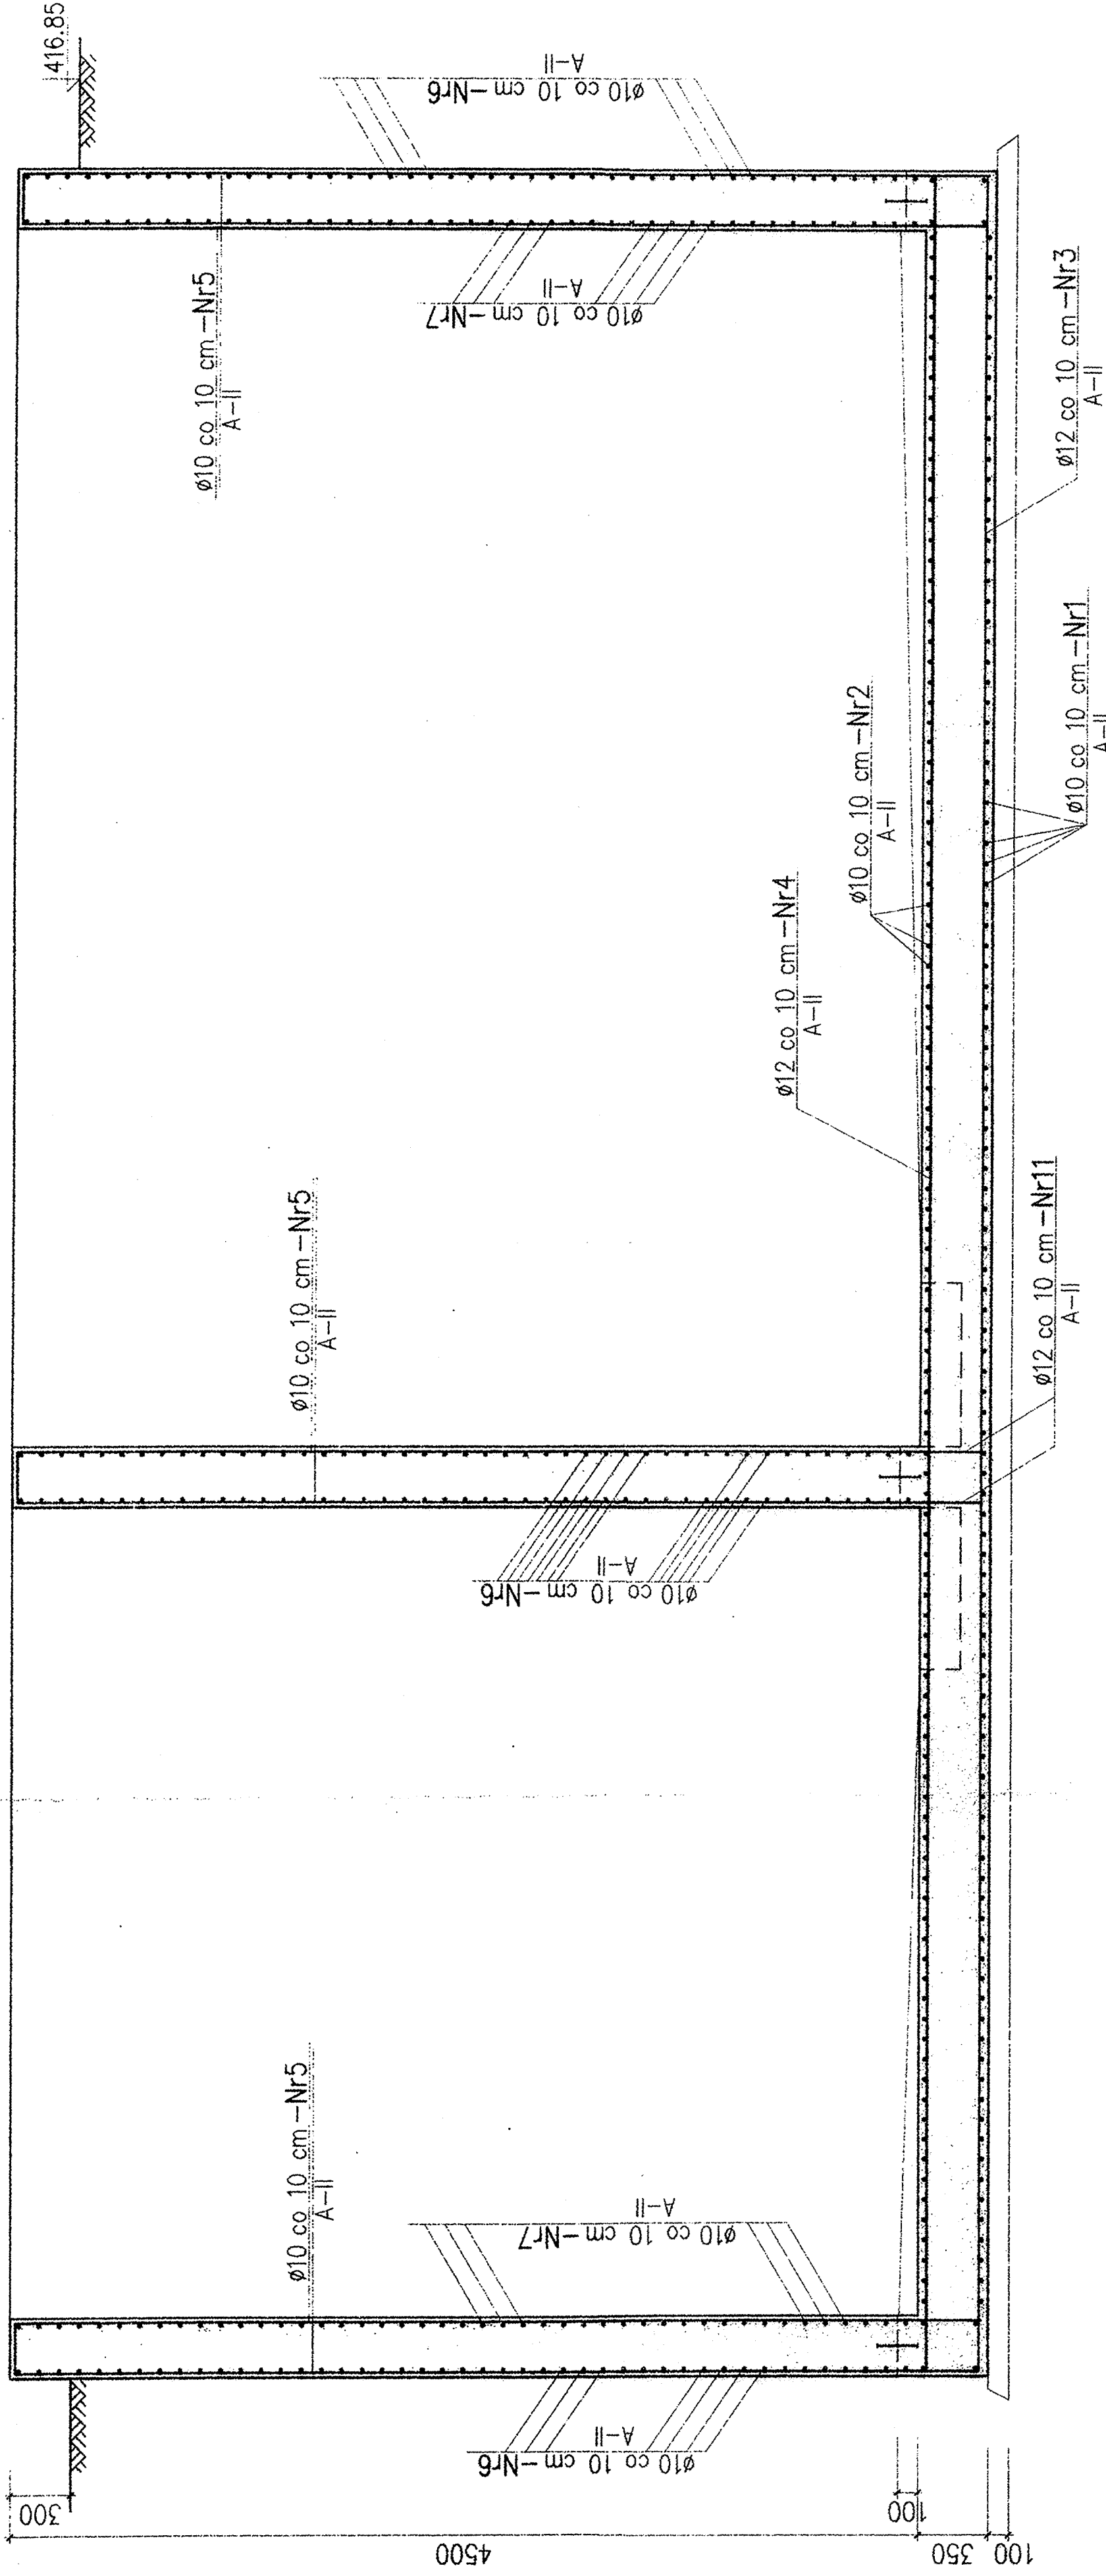 416.85
ø10 co 10 cm-Nr6
A-II
ø10 co 10 cm-Nr5
A-II
ø10 co 10 cm-Nr7
A-II
ø12 co 10 cm-Nr3
A-II
ø10 co 10 cm-Nr1
A-II
ø10 co 10 cm-Nr2
A-II
ø12 co 10 cm-Nr4
A-II
ø10 co 10 cm-Nr5
A-II
ø12 co 10 cm-Nr11
A-II
ø10 co 10 cm-Nr6
A-II
ø10 co 10 cm-Nr5
A-II
ø10 co 10 cm-Nr7
A-II
ø10 co 10 cm-Nr6
A-II
300
4500
100
350
100